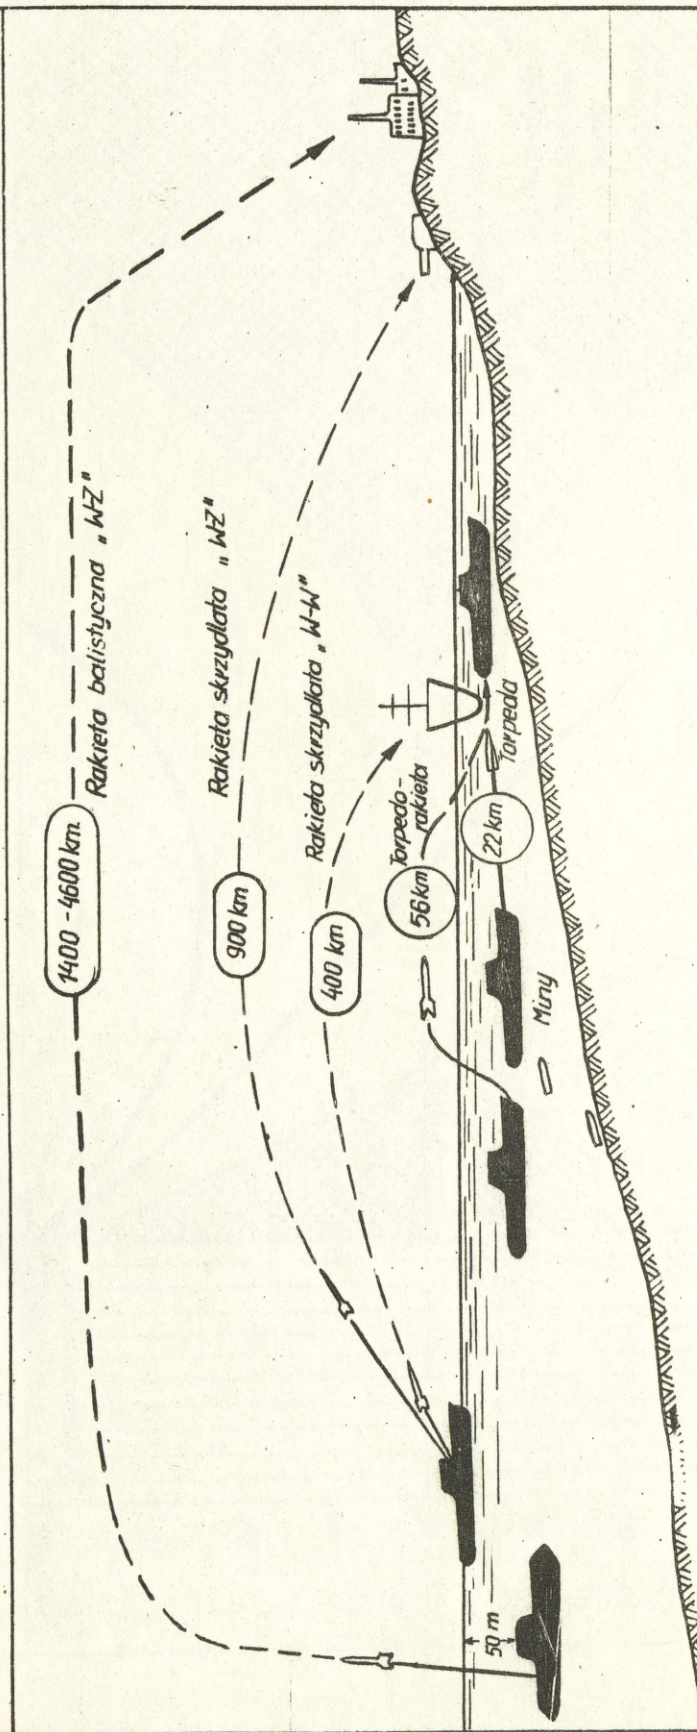 1400 - 4600 km.
Rakieta balistyczna „W-Z"
900 km
Rakieta skrzydlata „W-Z"
400 km
Rakieta skrzydlata „W-W"
56 km
Torpedo-
rakieta
22 km
Torpeda
Miny
50 m